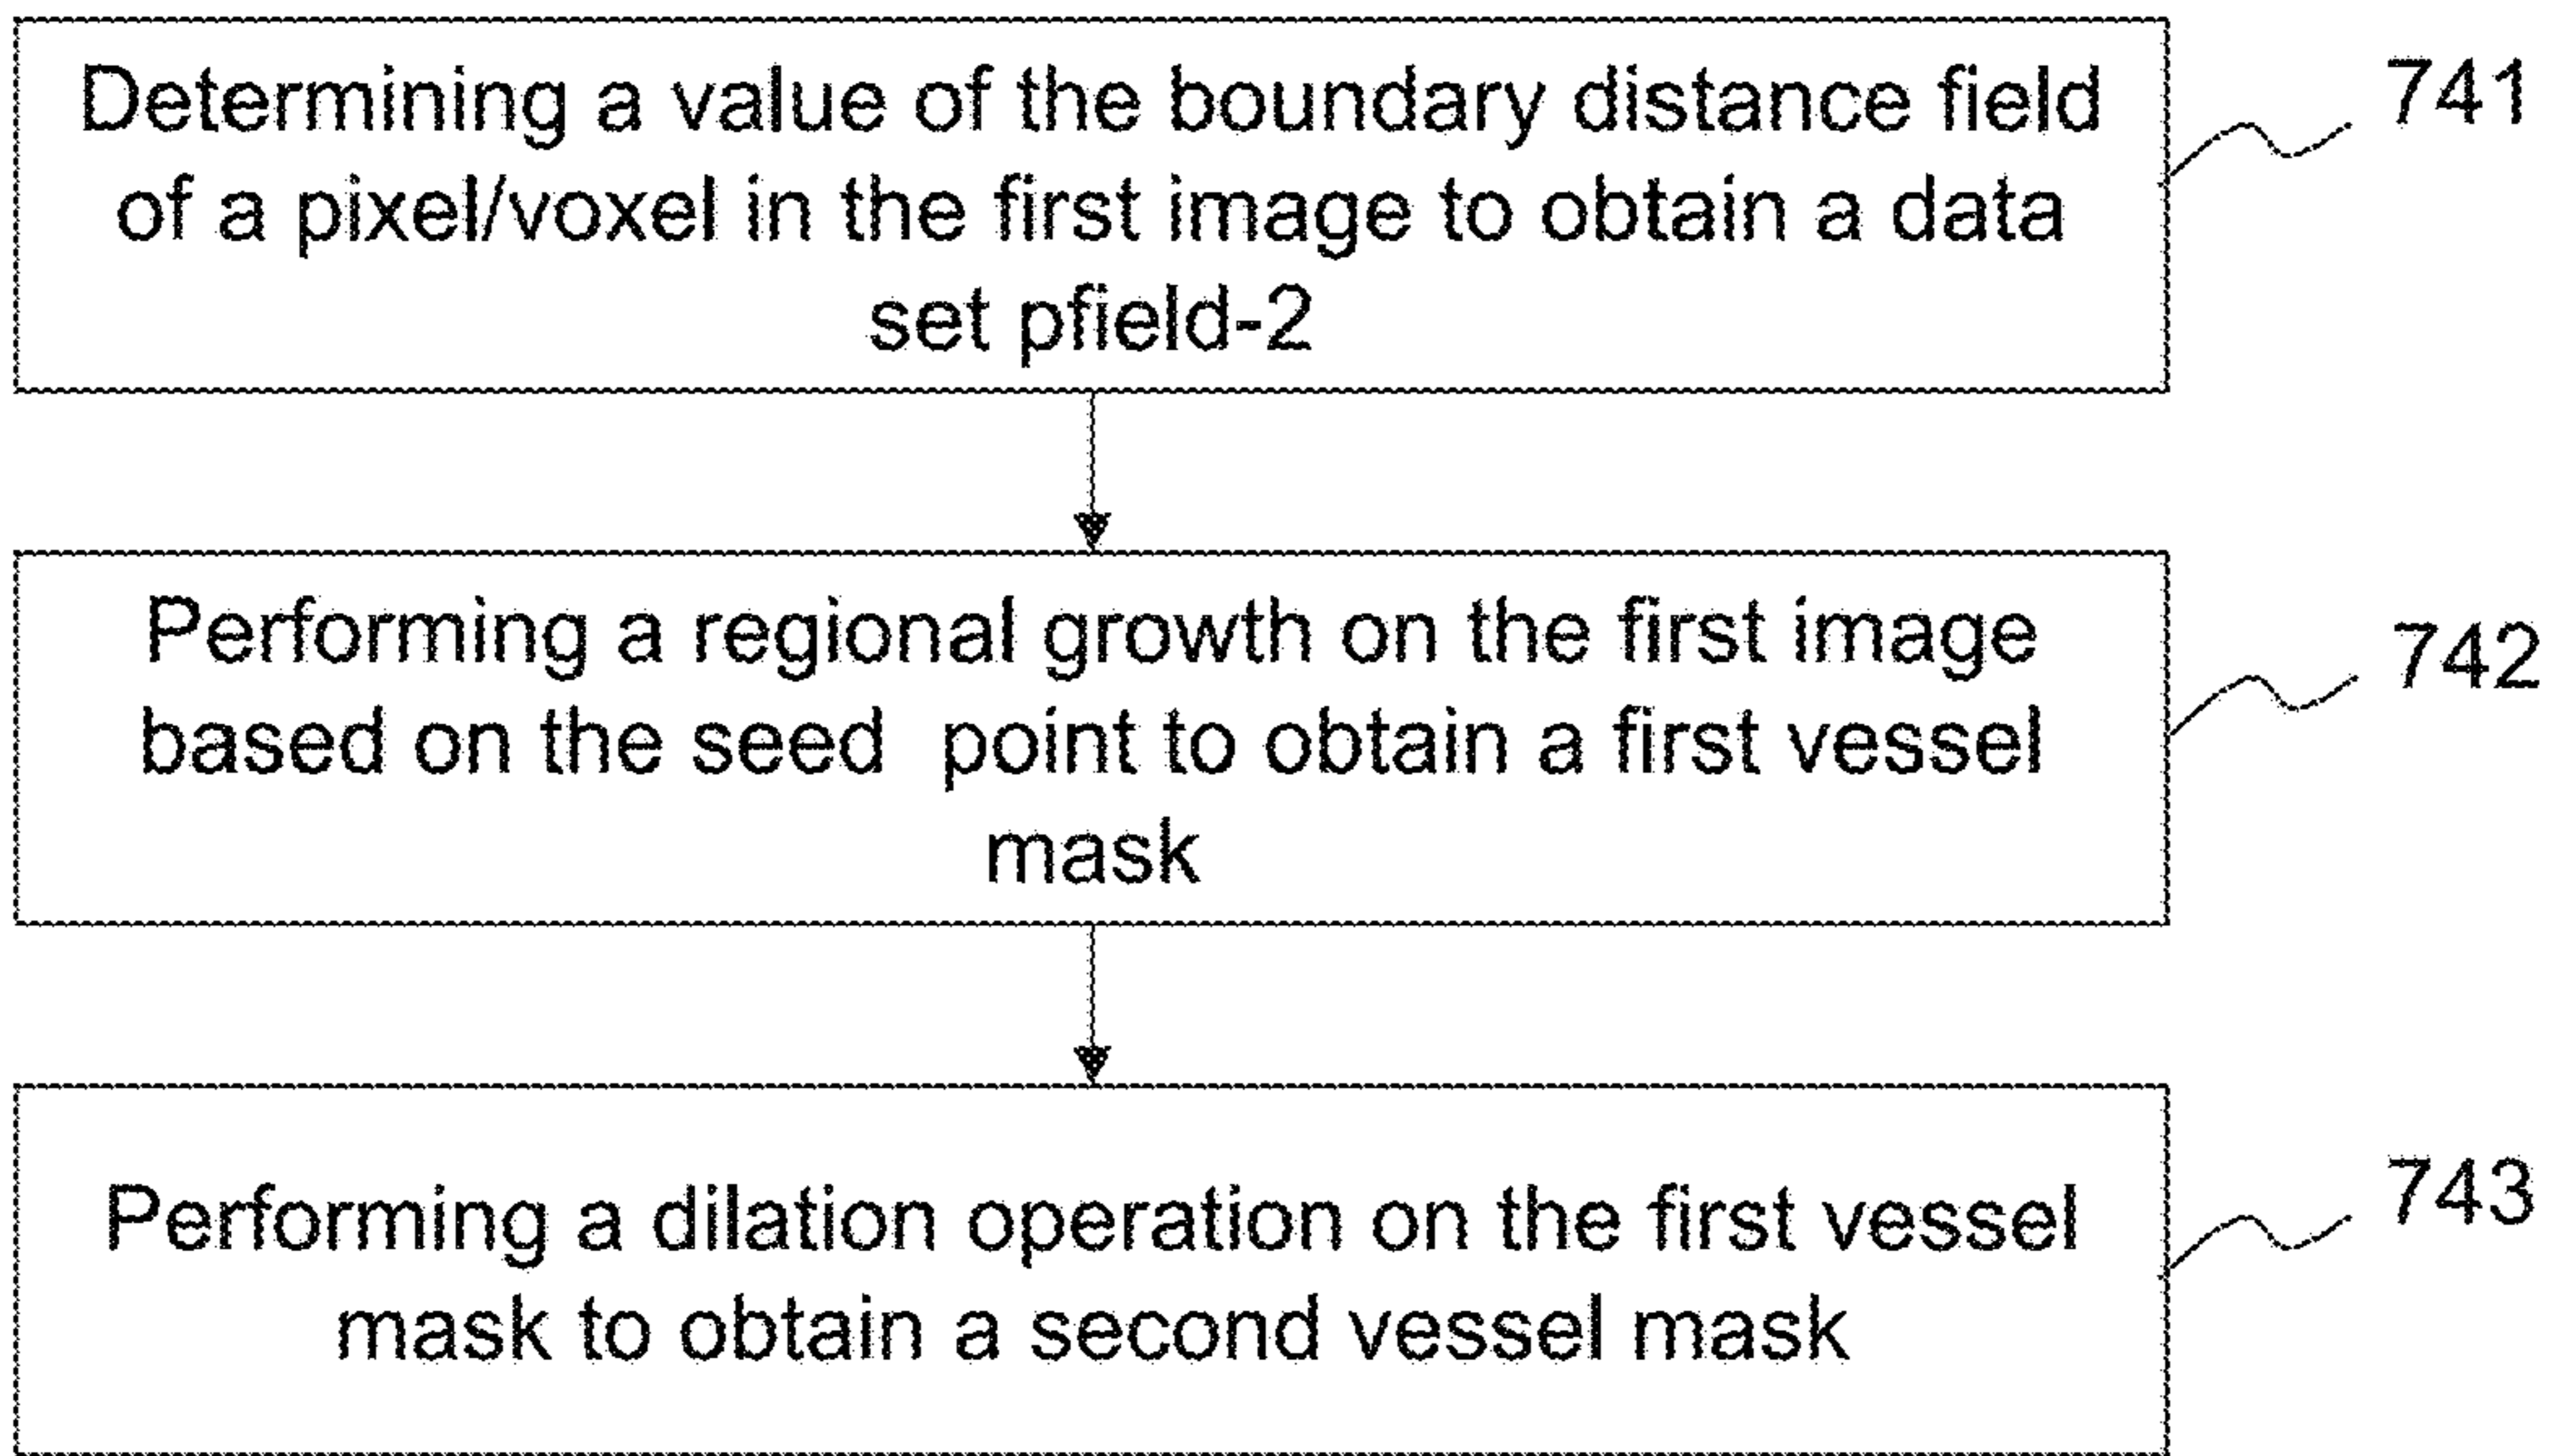 Determining a value of the boundary distance field
of a pixel/voxel in the first image to obtain a data
set pfield-2
741
Performing a regional growth on the first image
based on the seed  point to obtain a first vessel
mask
742
Performing a dilation operation on the first vessel
mask to obtain a second vessel mask
743